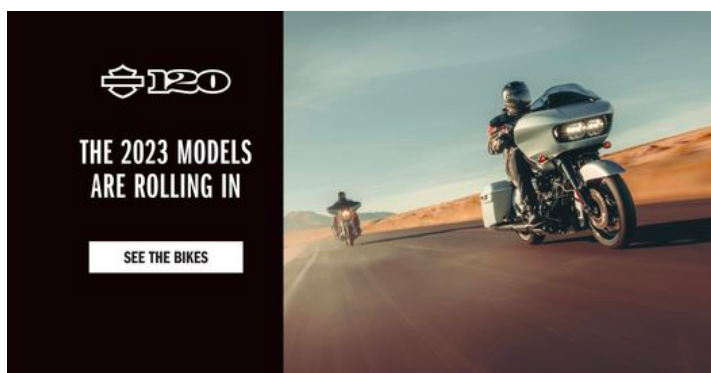 120
THE 2023 MODELS
ARE ROLLING IN
SEE THE BIKES